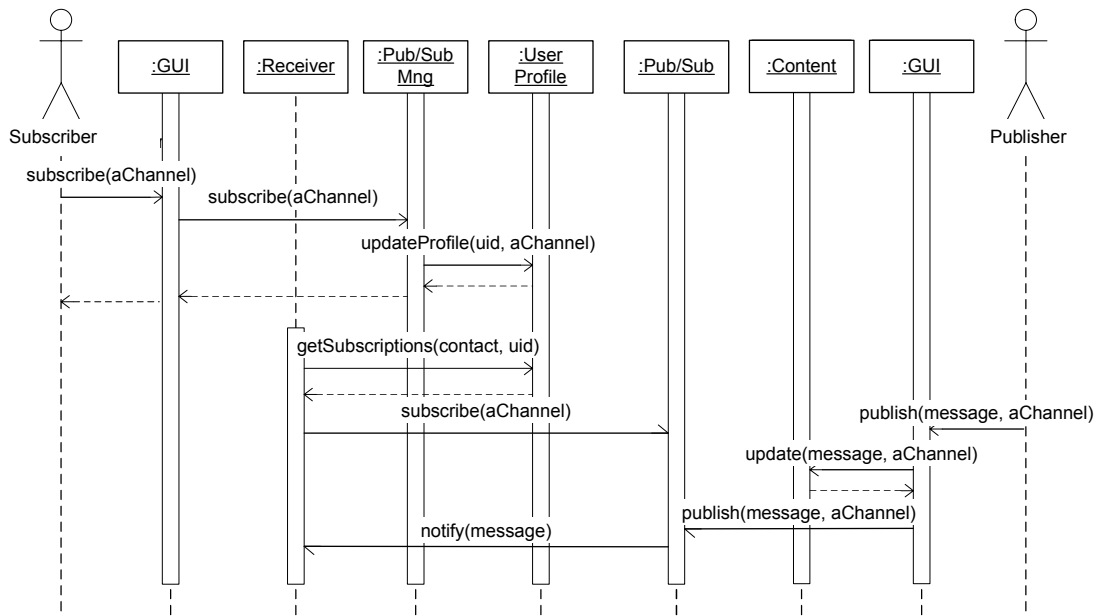 :GUI
:Receiver
:Pub/Sub
Mng
:User
Profile
:Pub/Sub
:Content
:GUI
Subscriber
Publisher
subscribe(aChannel)
subscribe(aChannel)
updateProfile(uid, aChannel)
getSubscriptions(contact, uid)
subscribe(aChannel)
publish(message, aChannel)
update(message, aChannel)
publish(message, aChannel)
notify(message)